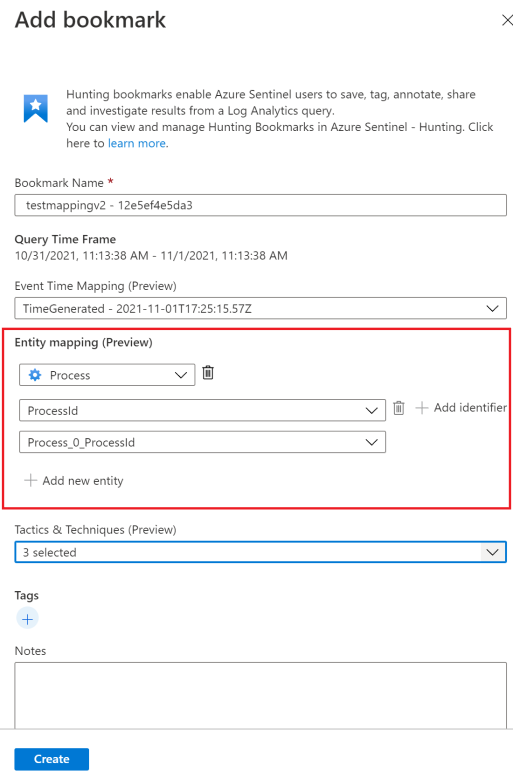 Add bookmark
Hunting bookmarks enable Azure Sentinel users to save, tag, annotate, share
and investigate results from a Log Analytics query.
You can view and manage Hunting Bookmarks in Azure Sentinel - Hunting. Click
here to learn more.
Bookmark Name *
testmappingv2 - 12e5ef4e5da3
Query Time Frame
10/31/2021, 11:13:38 AM - 11/1/2021, 11:13:38 AM
Event Time Mapping (Preview)
TimeGenerated - 2021-11-01T17:25:15.57Z
Entity mapping (Preview)
Process
ProcessId
Add identifier
Process_0_ProcessId
Add new entity
Tactics & Techniques (Preview)
3 selected
Tags
Notes
Create